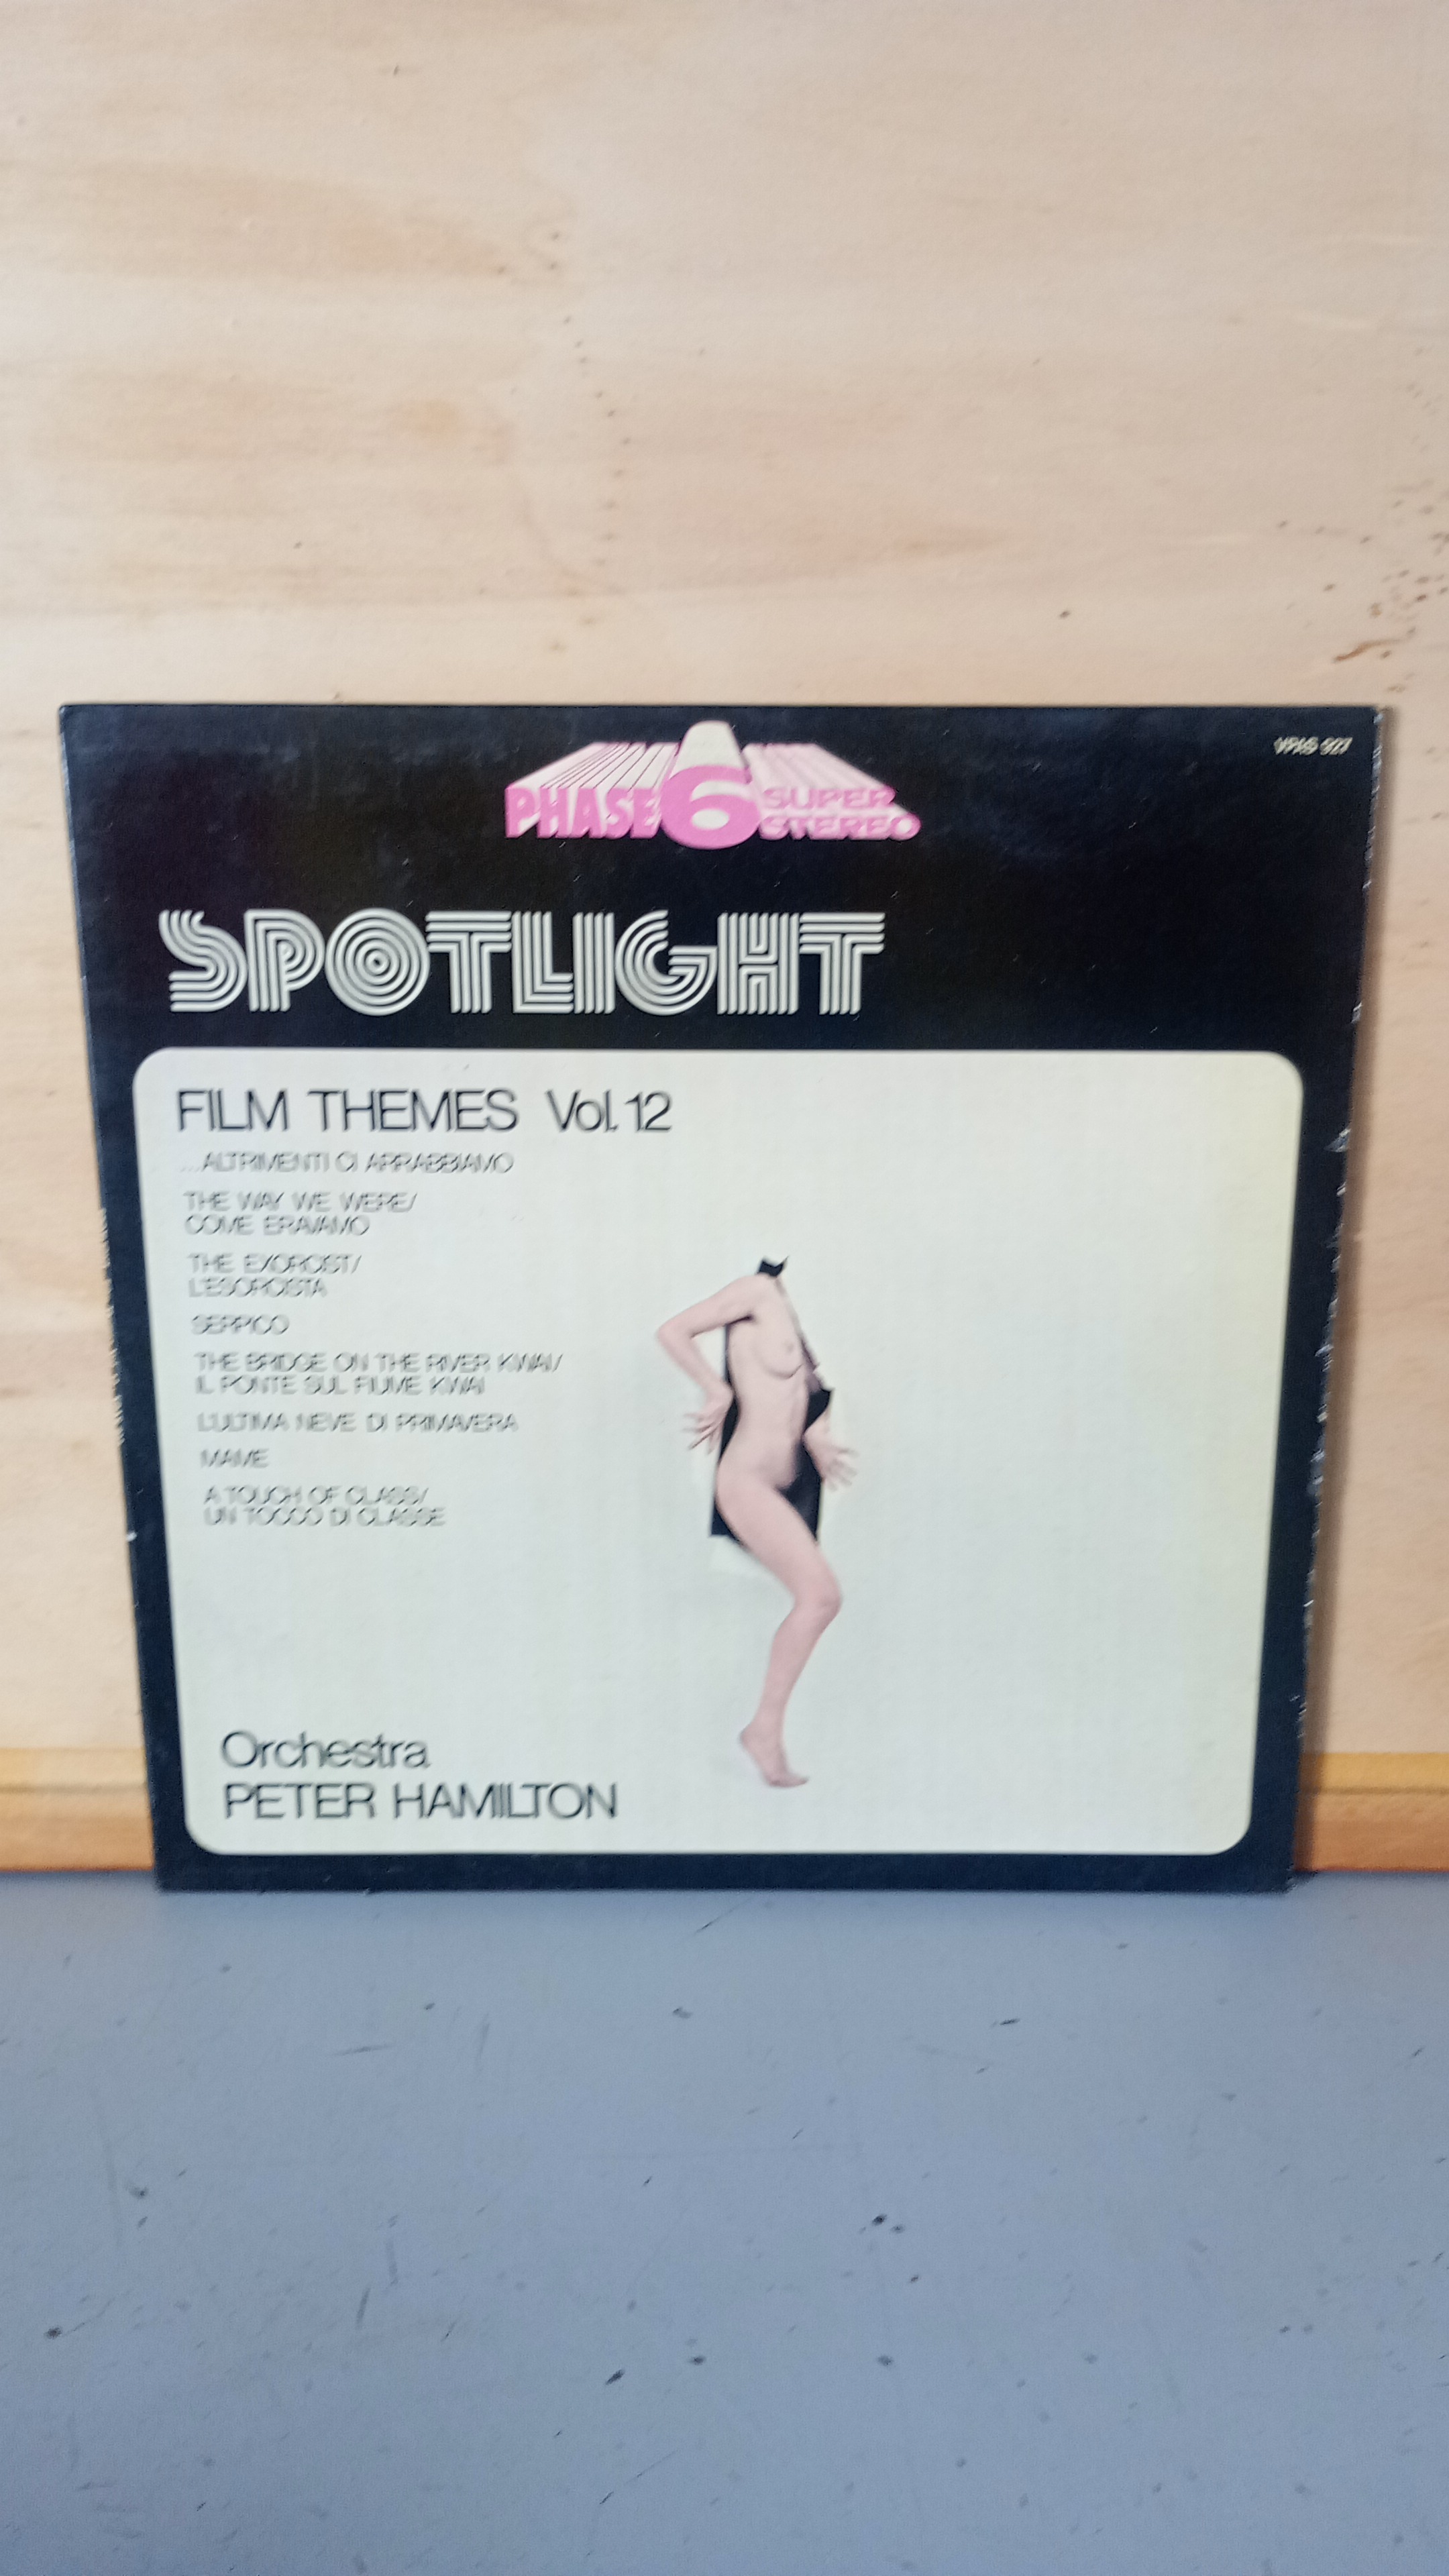 VPAS 927
PHASE 6 SUPER STEREO
SPOTLIGHT
FILM THEMES Vol. 12
...ALTRIMENTI CI ARRABBIAMO
THE WAY WE WERE/
COME ERAVAMO
THE EXORCIST/
L'ESORCISTA
SERPICO
THE BRIDGE ON THE RIVER KWAI/
IL PONTE SUL FIUME KWAI
L'ULTIMA NEVE DI PRIMAVERA
MAME
A TOUCH OF CLASS/
UN TOCCO DI CLASSE
Orchestra
PETER HAMILTON